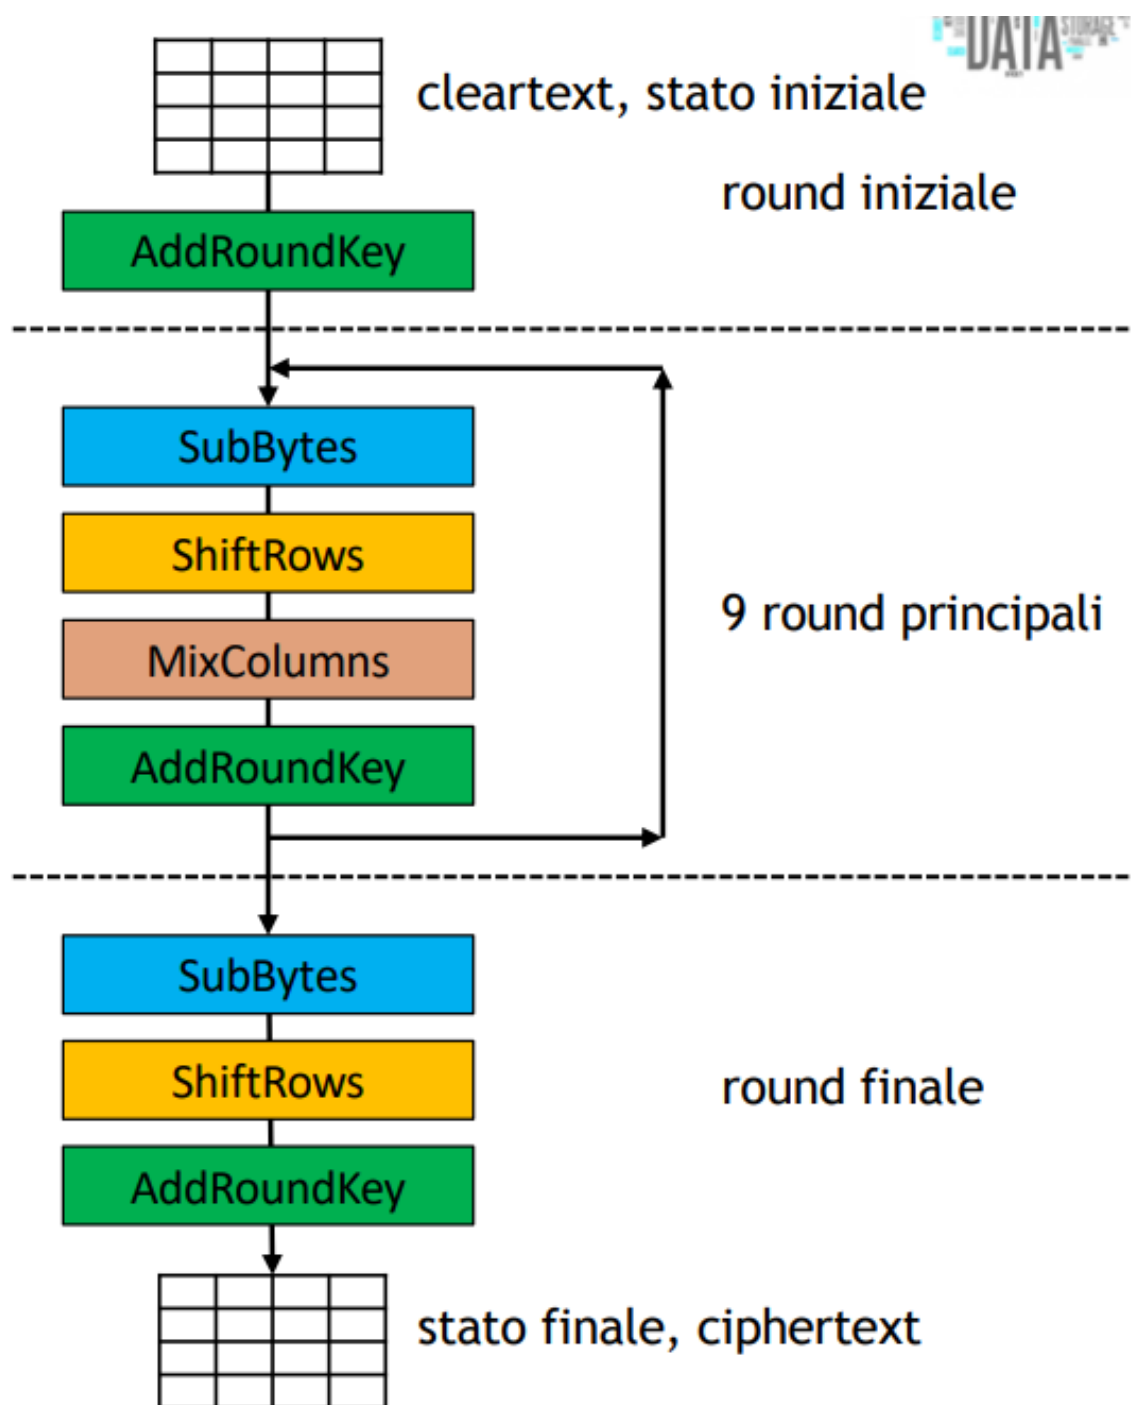 DATA
STORAGE
cleartext, stato iniziale
round iniziale
AddRoundKey
SubBytes
ShiftRows
MixColumns
AddRoundKey
9 round principali
SubBytes
ShiftRows
AddRoundKey
round finale
stato finale, ciphertext